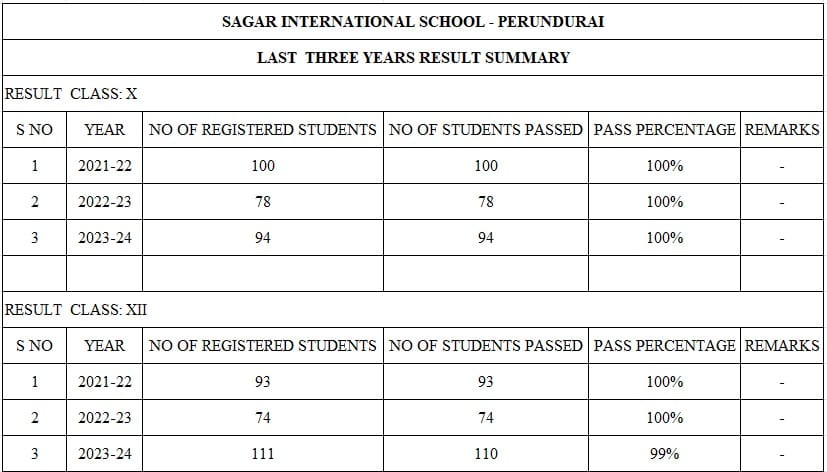 SAGAR INTERNATIONAL SCHOOL - PERUNDURAI
LAST THREE YEARS RESULT SUMMARY
RESULT CLASS: X
S NO YEAR NO OF REGISTERED STUDENTS NO OF STUDENTS PASSED PASS PERCENTAGE REMARKS
1 2021-22 100 100 100% -
2 2022-23 78 78 100% -
3 2023-24 94 94 100% -
RESULT CLASS: XII
S NO YEAR NO OF REGISTERED STUDENTS NO OF STUDENTS PASSED PASS PERCENTAGE REMARKS
1 2021-22 93 93 100% -
2 2022-23 74 74 100% -
3 2023-24 111 110 99% -